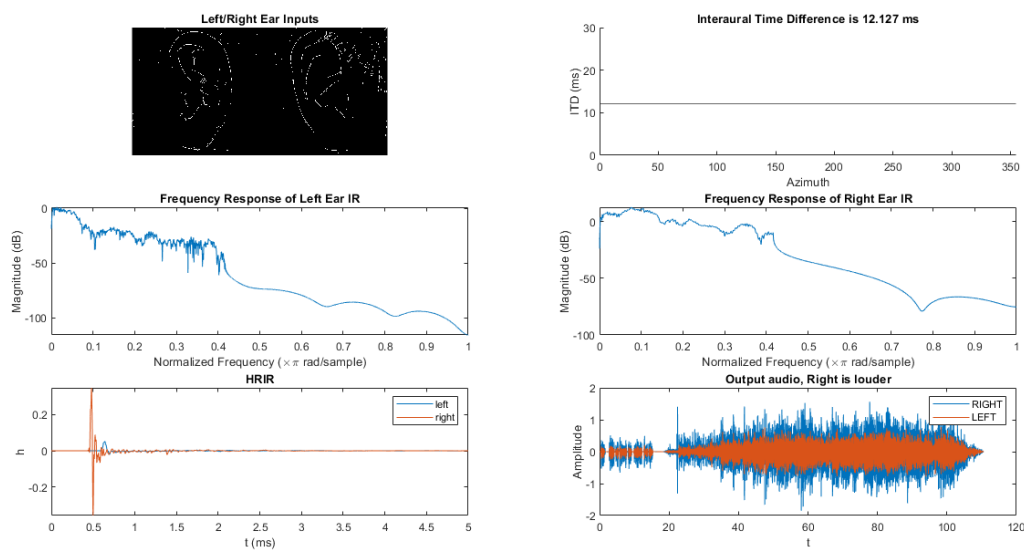 Left/Right Ear Inputs
Interaural Time Difference is 12.127 ms
30
20
10
0
ITD (ms)
0 50 100 150 200 250 300 350
Azimuth
Frequency Response of Left Ear IR
0
-50
-100
Magnitude (dB)
0 0.1 0.2 0.3 0.4 0.5 0.6 0.7 0.8 0.9 1
Normalized Frequency (×π rad/sample)
Frequency Response of Right Ear IR
0
-50
-100
Magnitude (dB)
0 0.1 0.2 0.3 0.4 0.5 0.6 0.7 0.8 0.9 1
Normalized Frequency (×π rad/sample)
HRIR
0.2
0
-0.2
h
left
right
0 0.5 1 1.5 2 2.5 3 3.5 4 4.5 5
t (ms)
Output audio, Right is louder
2
1
0
-1
-2
Amplitude
RIGHT
LEFT
0 20 40 60 80 100 120
t